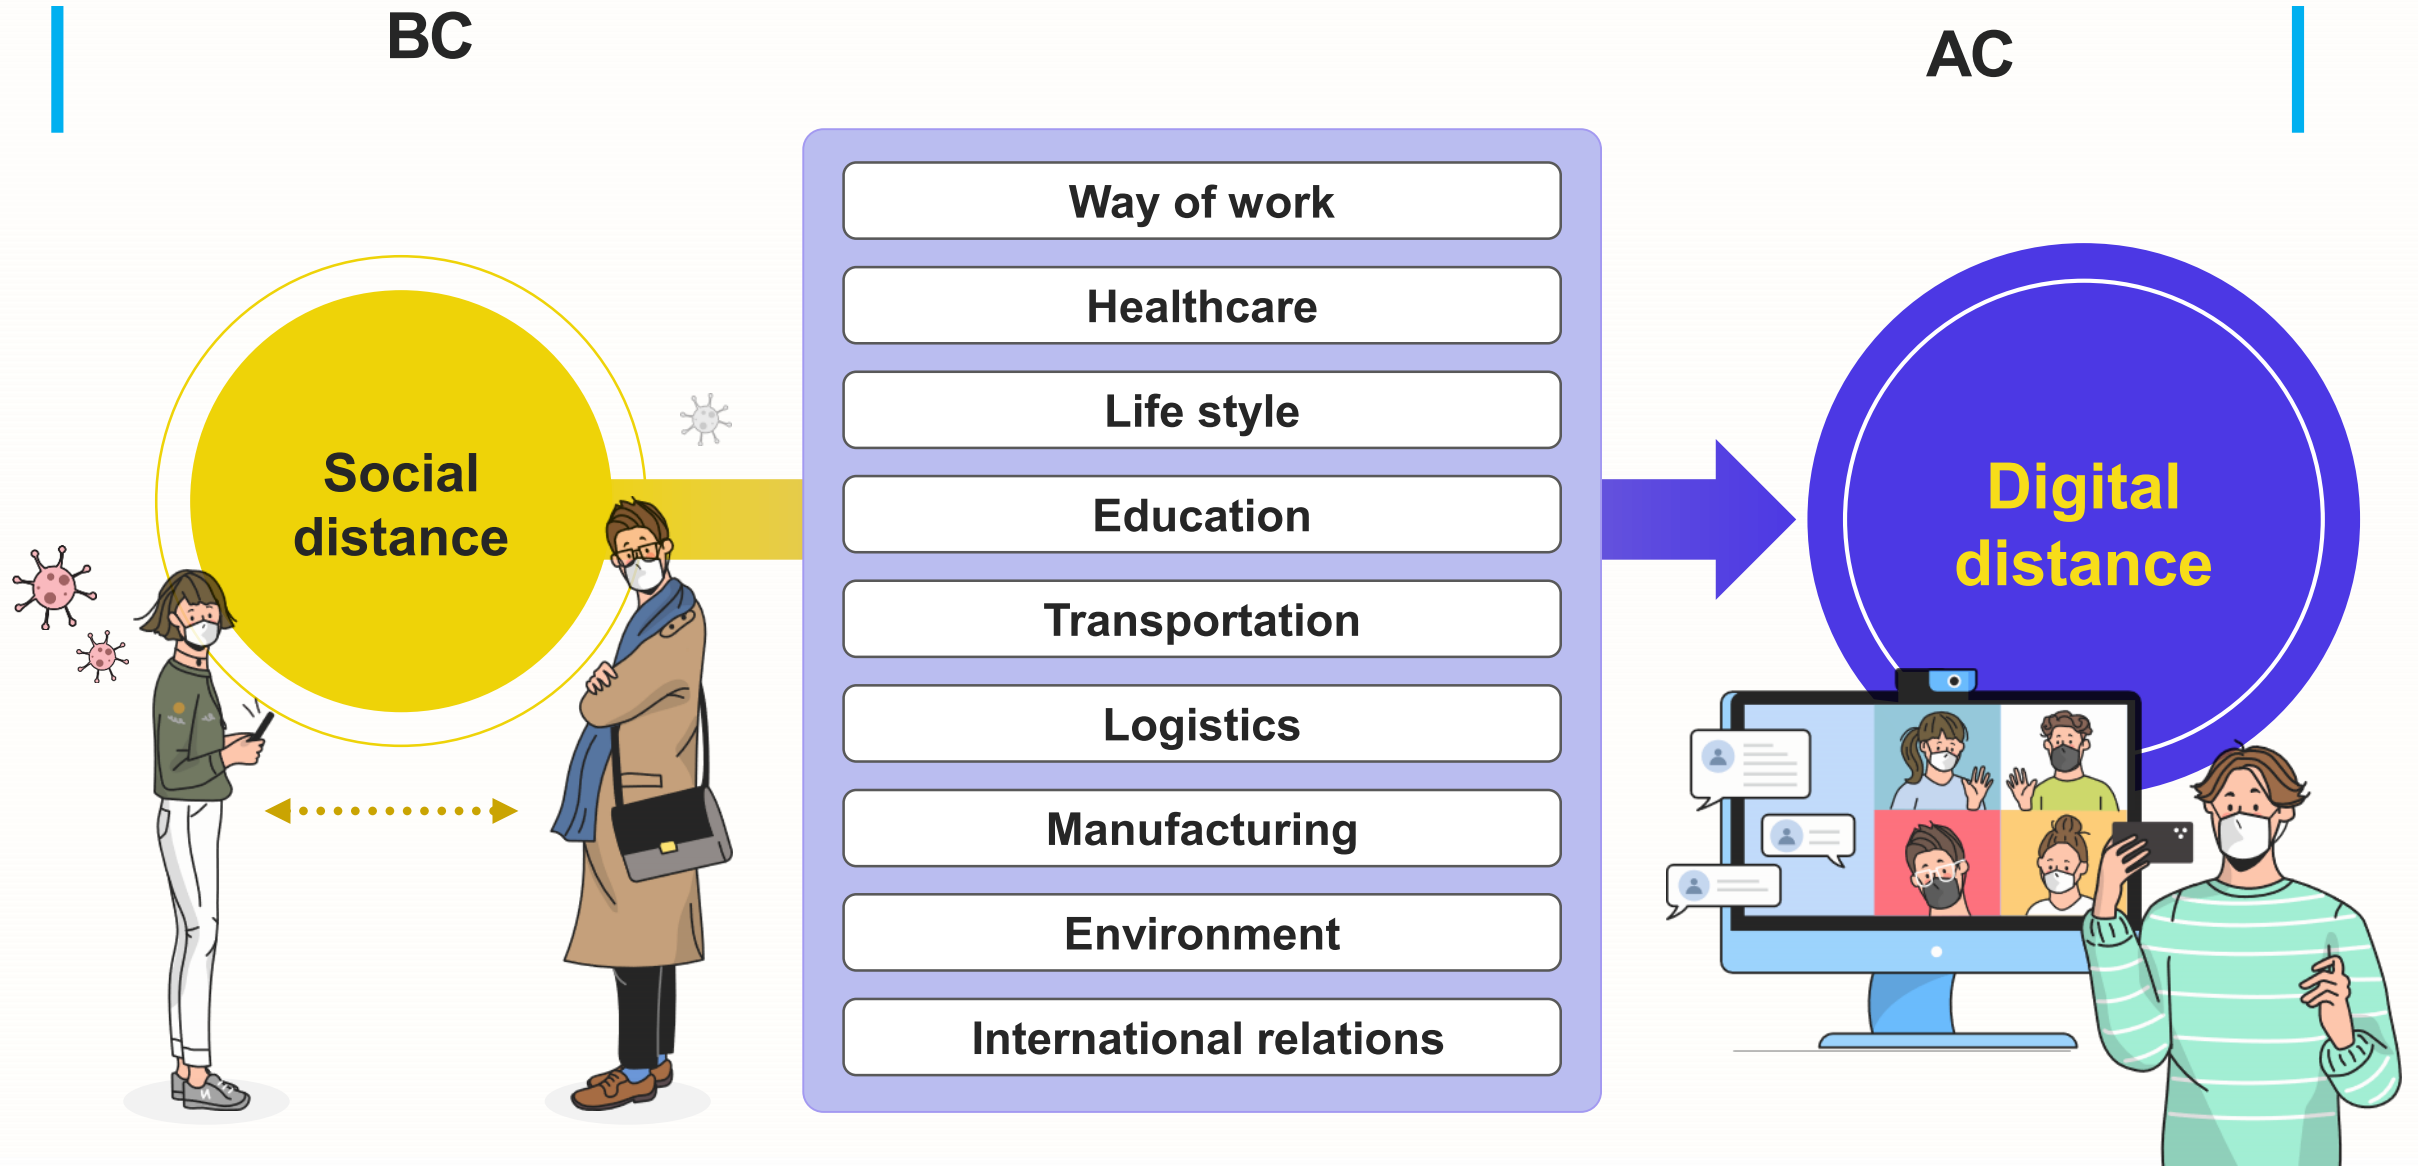 BC
AC
Social
distance
Way of work
Healthcare
Life style
Education
Transportation
Logistics
Manufacturing
Environment
International relations
Digital
distance